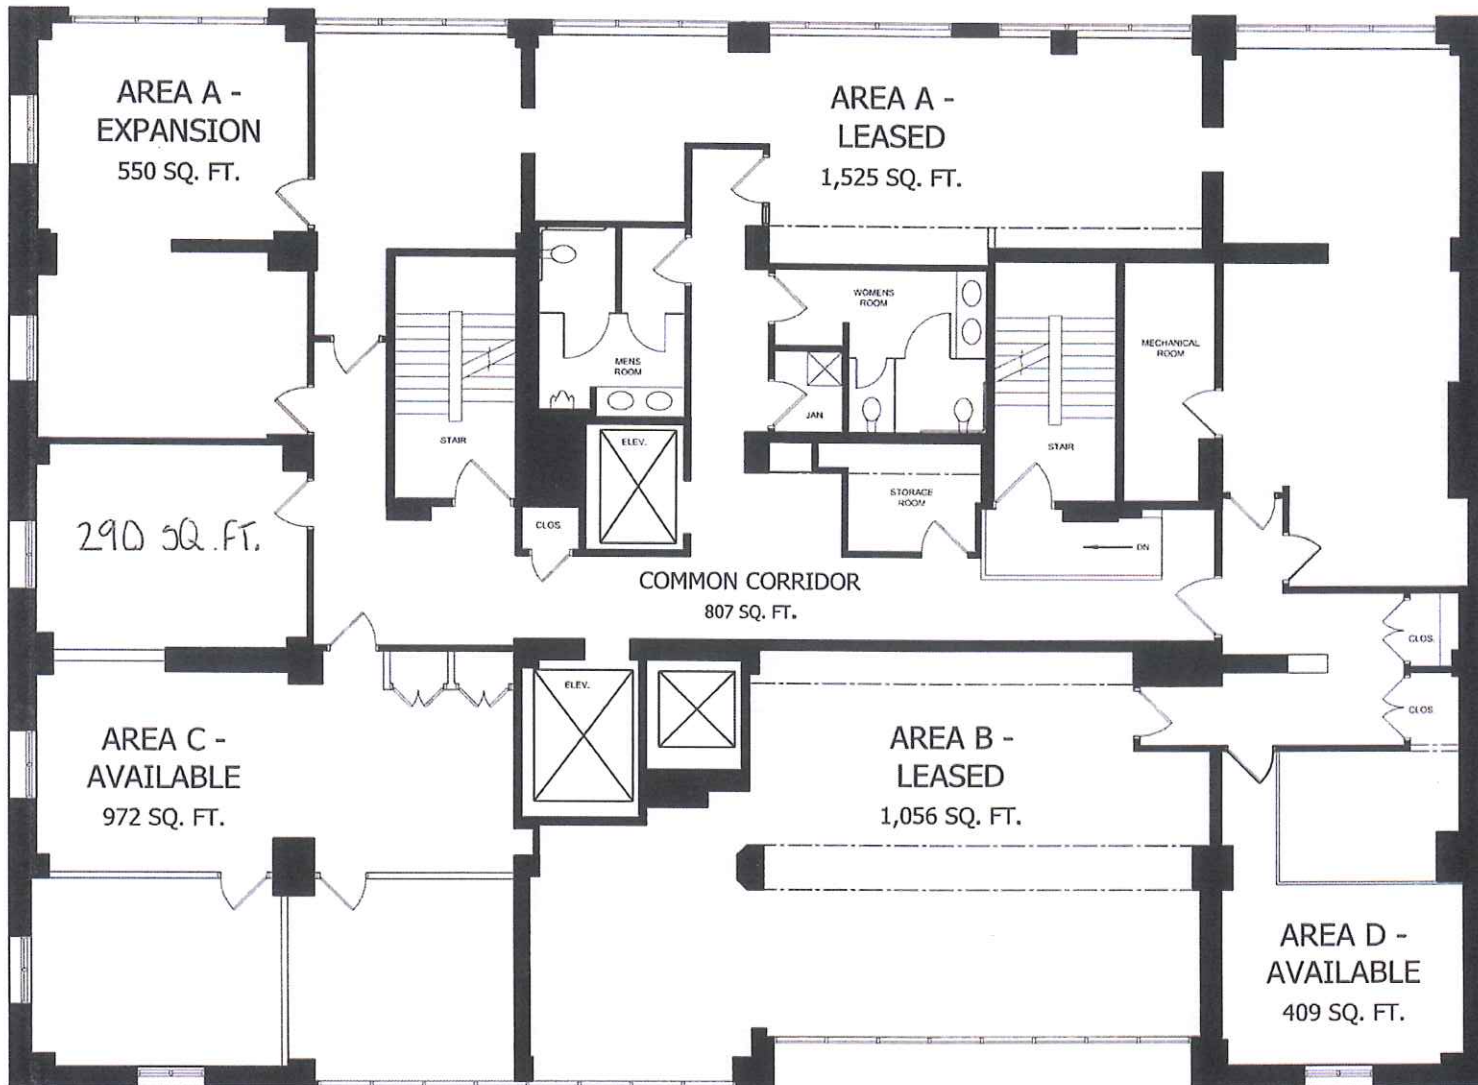 AREA A -
EXPANSION
550 SQ. FT.
AREA A -
LEASED
1,525 SQ. FT.
WOMENS
ROOM
MECHANICAL
ROOM
MENS
ROOM
JAN
STAIR
ELEV.
STAIR
STORAGE
ROOM
CLOS.
290 SQ.FT.
DN
COMMON CORRIDOR
807 SQ. FT.
CLOS.
ELEV.
CLOS.
AREA C -
AVAILABLE
972 SQ. FT.
AREA B -
LEASED
1,056 SQ. FT.
AREA D -
AVAILABLE
409 SQ. FT.